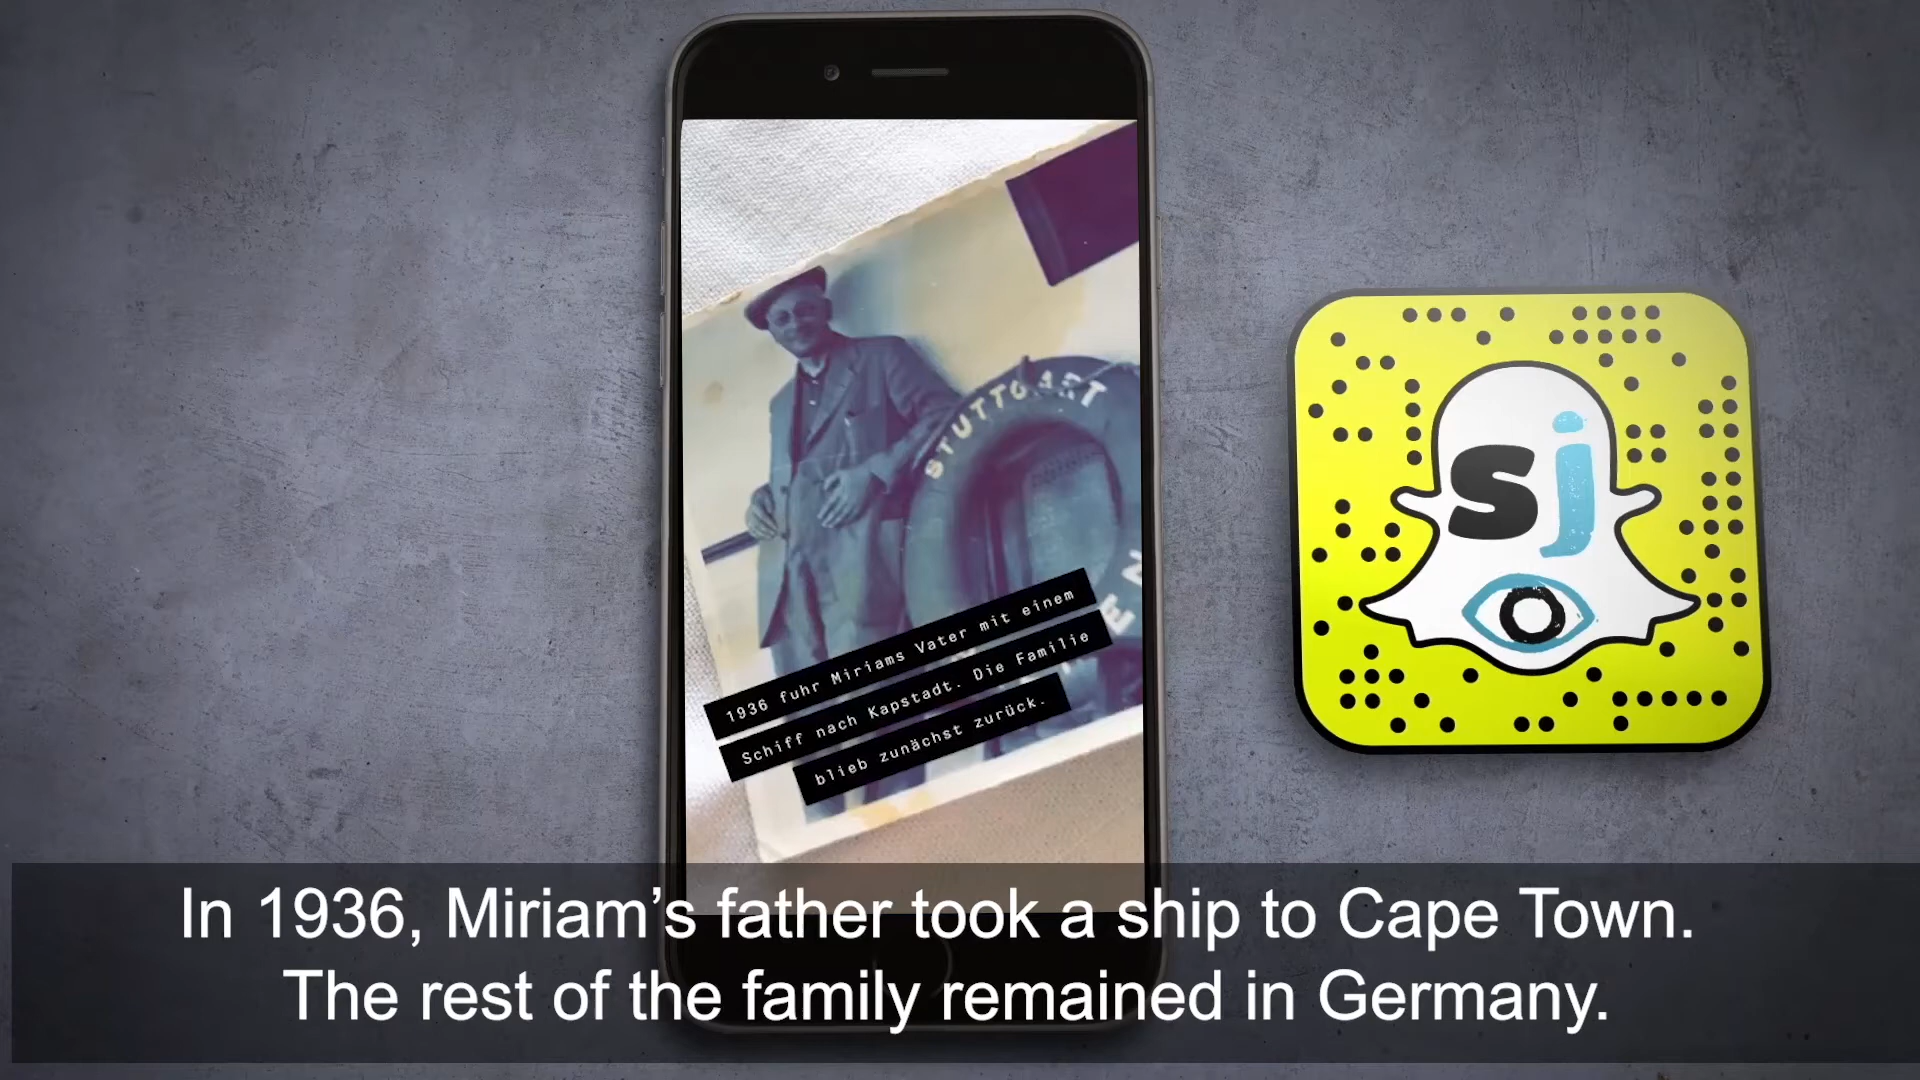 STUTTGART
1936 fuhr Miriams Vater mit einem
Schiff nach Kapstadt. Die Familie
blieb zunächst zurück.
sj
In 1936, Miriam’s father took a ship to Cape Town.
The rest of the family remained in Germany.